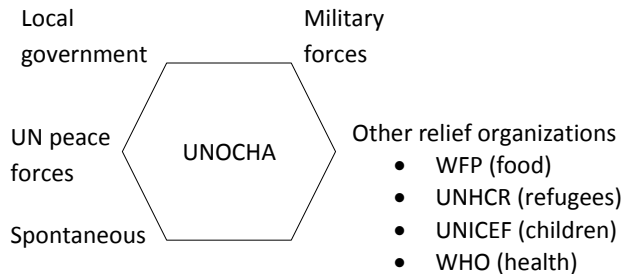 Local
government
Military
forces
UN peace
forces
UNOCHA
Other relief organizations
• WFP (food)
• UNHCR (refugees)
• UNICEF (children)
• WHO (health)
Spontaneous